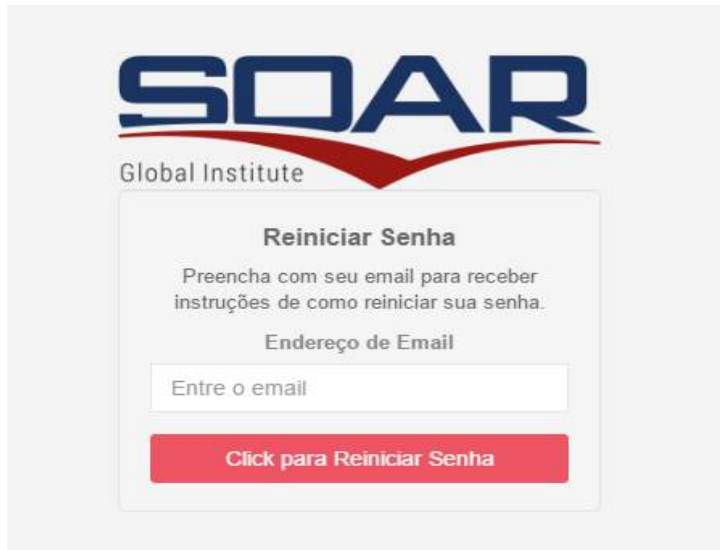 SOAR
Global Institute
Reiniciar Senha
Preencha com seu email para receber
instruções de como reiniciar sua senha.
Endereço de Email
Entre o email
Click para Reiniciar Senha